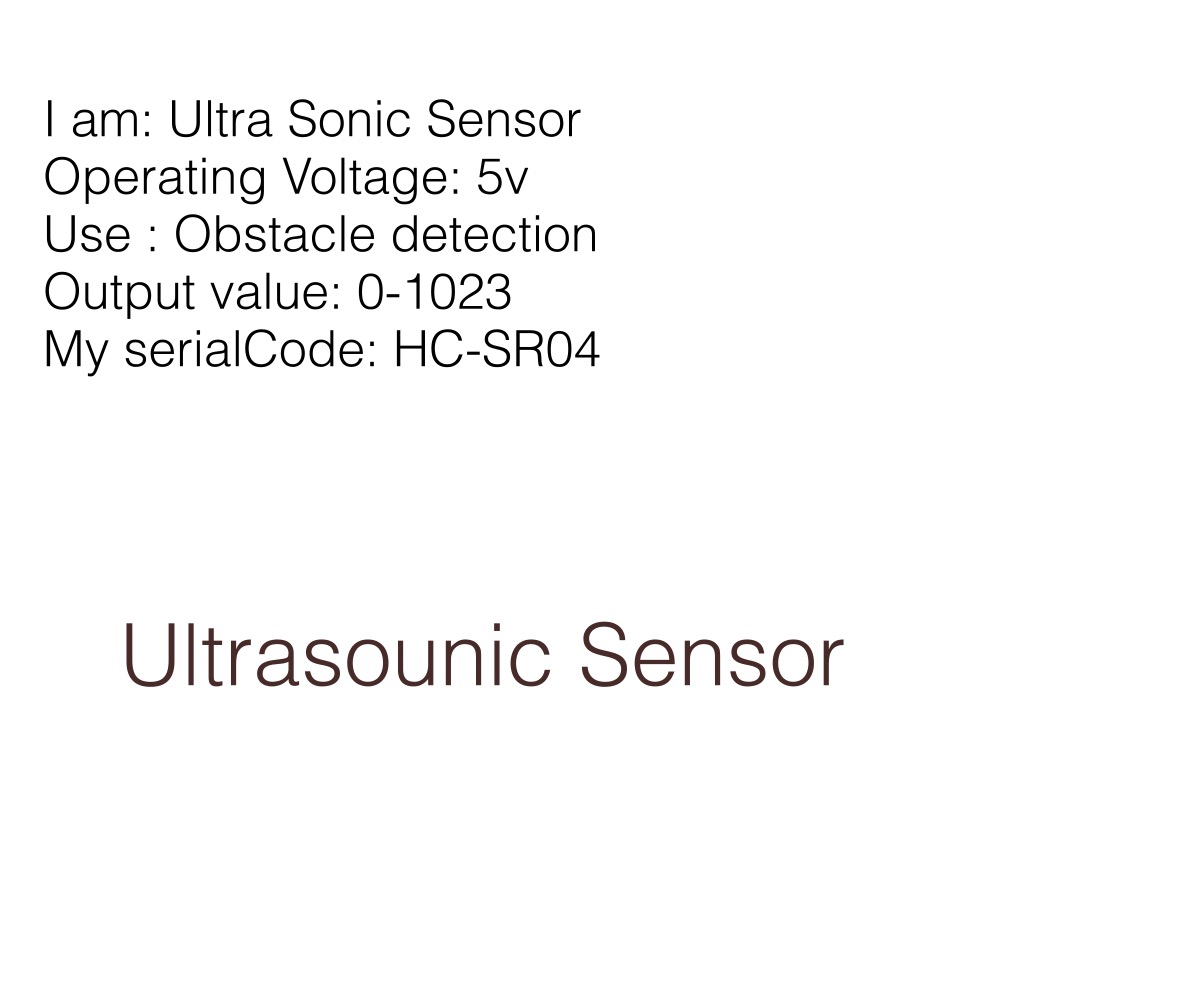 I am: Ultra Sonic Sensor
Operating Voltage: 5v
Use : Obstacle detection
Output value: 0-1023
My serialCode: HC-SR04
Ultrasounic Sensor